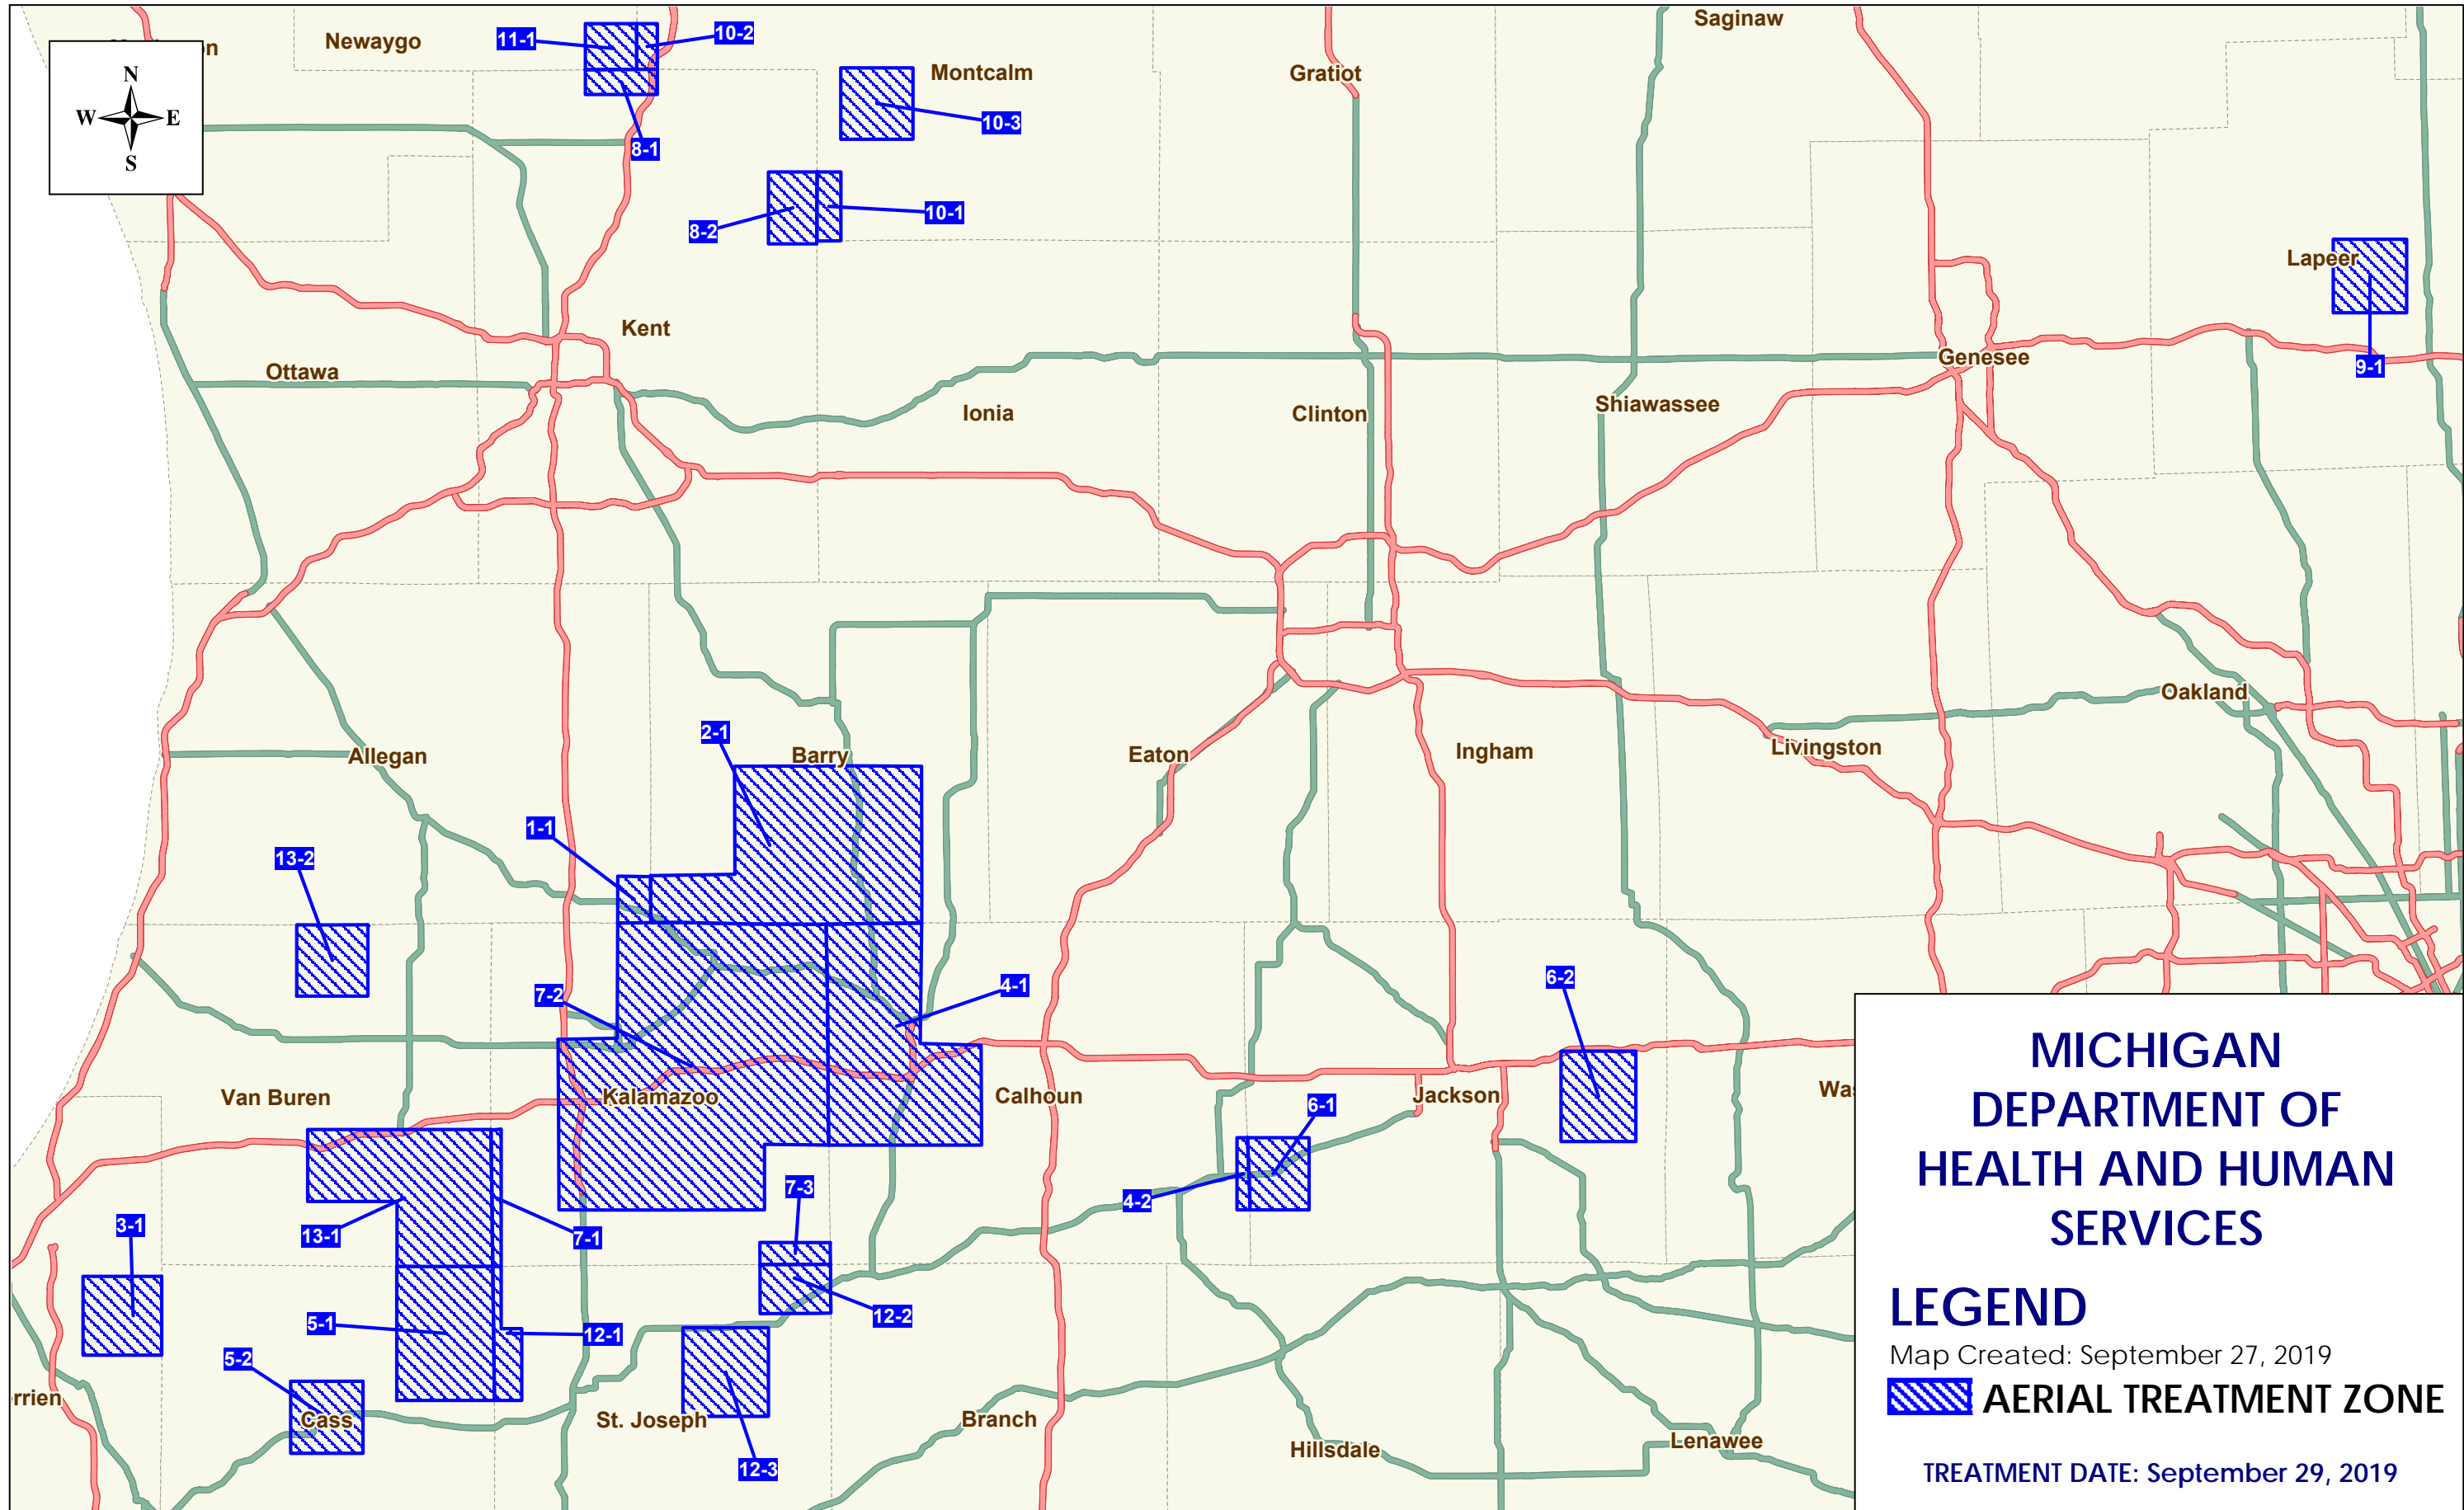 Saginaw
Newaygo
11-1
10-2
Montcalm
Gratiot
N
W E
S
10-3
8-1
10-1
8-2
Lapeer
Kent
Genesee
9-1
Ottawa
Ionia
Clinton
Shiawassee
Oakland
2-1
Allegan
Barry
Eaton
Ingham
Livingston
1-1
13-2
7-2
4-1
6-2
Van Buren
Kalamazoo
Calhoun
Jackson
6-1
7-3
4-2
3-1
13-1
7-1
5-1
12-1
12-2
5-2
rrien
Cass
St. Joseph
Branch
Hillsdale
Lenawee
12-3
Was
MICHIGAN
DEPARTMENT OF
HEALTH AND HUMAN
SERVICES
LEGEND
Map Created: September 27, 2019
AERIAL TREATMENT ZONE
TREATMENT DATE: September 29, 2019